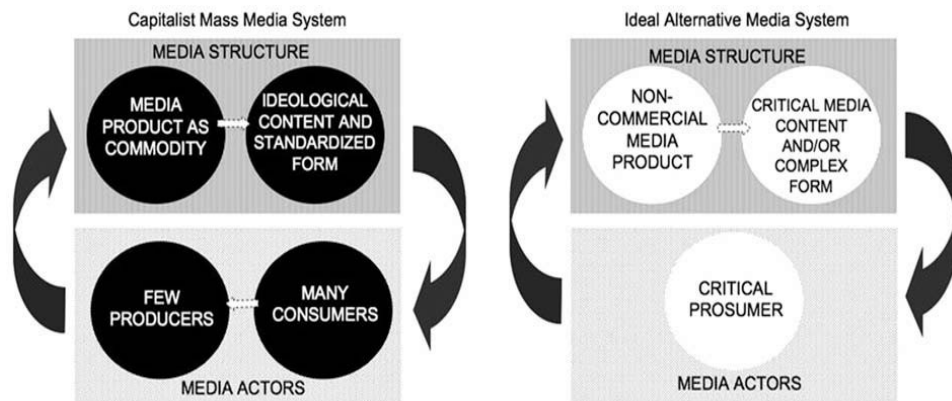 Capitalist Mass Media System
MEDIA STRUCTURE
MEDIA
PRODUCT AS
COMMODITY
IDEOLOGICAL
CONTENT AND
STANDARDIZED
FORM
FEW
PRODUCERS
MANY
CONSUMERS
MEDIA ACTORS
Ideal Alternative Media System
MEDIA STRUCTURE
NON-
COMMERCIAL
MEDIA
PRODUCT
CRITICAL MEDIA
CONTENT
AND/OR
COMPLEX
FORM
CRITICAL
PROSUMER
MEDIA ACTORS